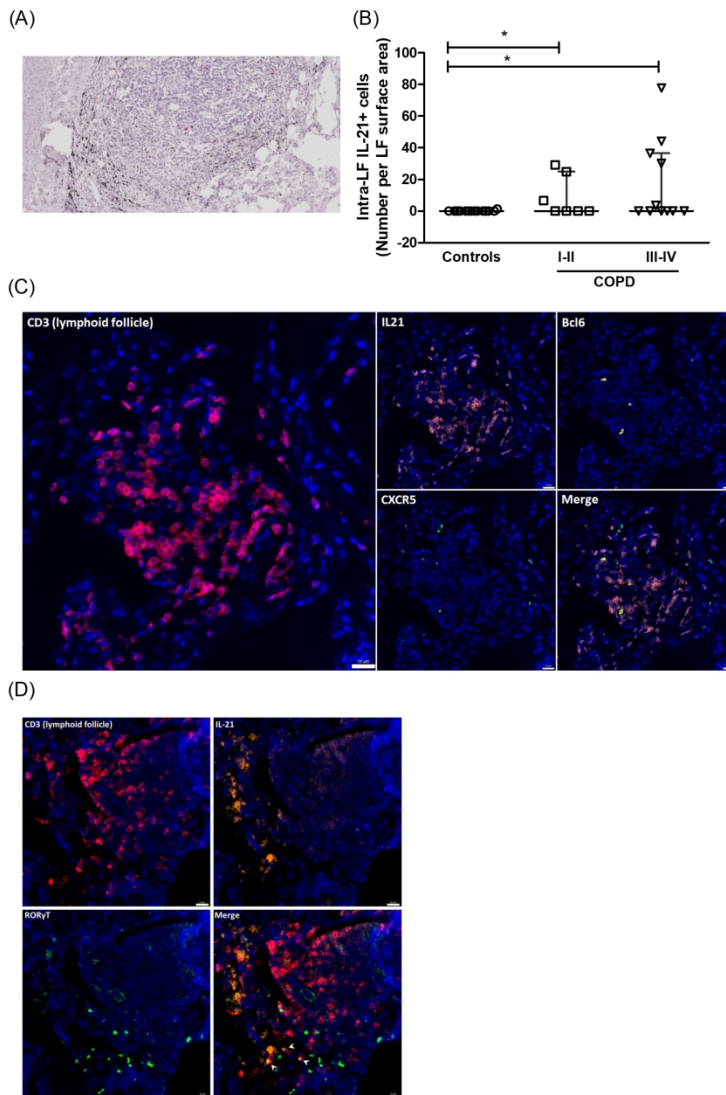 (A)
(B)
Intra-LF IL-21+ cells
(Number per LF surface area)
100
80
60
40
20
0
-20
*
*
Controls
I-II
III-IV
COPD
(C)
CD3 (lymphoid follicle)
IL21
Bcl6
CXCR5
Merge
(D)
CD3 (lymphoid follicle)
IL-21
RORγT
Merge